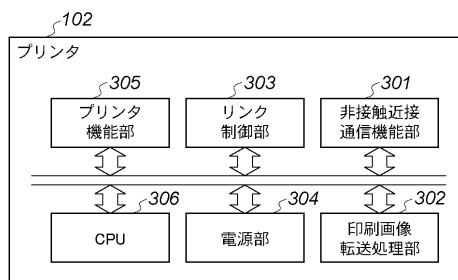 102
プリンタ
305
303
301
プリンタ
機能部
リンク
制御部
非接触近接
通信機能部
306
304
302
CPU
電源部
印刷画像
転送処理部